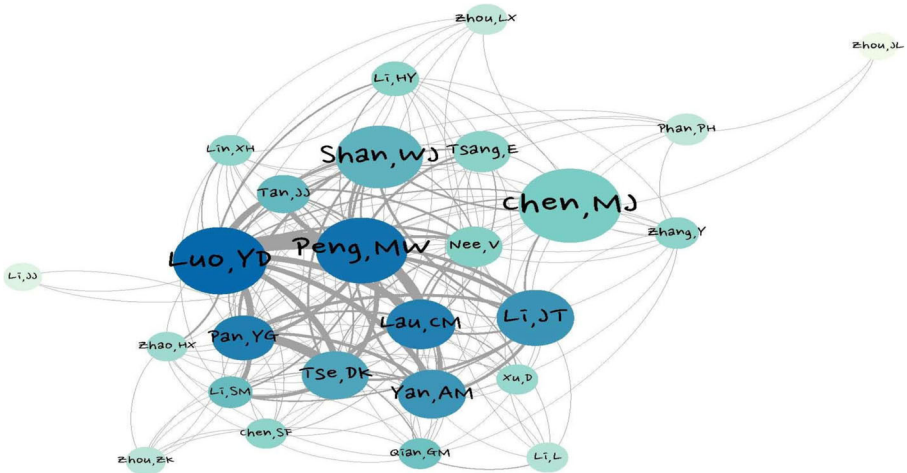 Zhou,LX
Zhou,JL
Li,HY
Phan,PH
Lin,XH
Shan,WJ
Tsang,E
Tan,JJ
Chen,MJ
Zhang,Y
Luo,YD
Peng,MW
Nee,V
Li,JJ
Pan,YG
Lau,CM
Li,JT
Zhao,HX
Tse,DK
Xu,D
Li,SM
Yan,AM
Chen,SF
Zhou,ZK
Qian,GM
Li,L